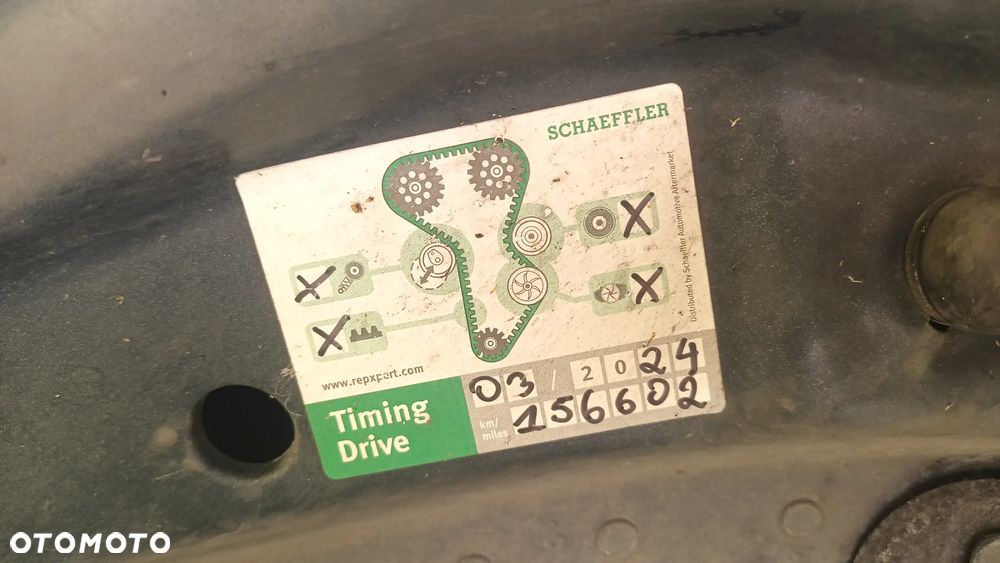 SCHAEFFLER
X
X
X
X
Distributed by Schaeffler Automotive Aftermarket
www.repxpert.com
Timing
Drive
03 / 2024
km/
miles
156602
OTOMOTO